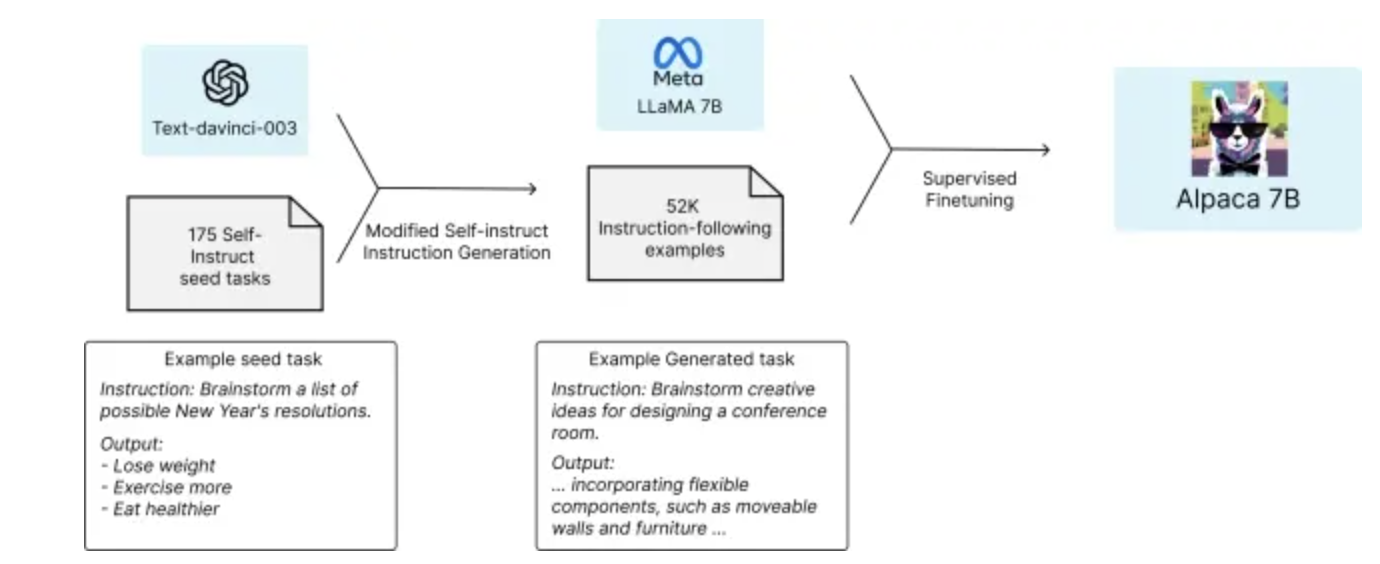 Text-davinci-003
175 Self-
Instruct
seed tasks
Modified Self-instruct
Instruction Generation
Meta
LLaMA 7B
52K
Instruction-following
examples
Supervised
Finetuning
Alpaca 7B
Example seed task
Instruction: Brainstorm a list of
possible New Year's resolutions.
Output:
- Lose weight
- Exercise more
- Eat healthier
Example Generated task
Instruction: Brainstorm creative
ideas for designing a conference
room.
Output:
... incorporating flexible
components, such as moveable
walls and furniture ...